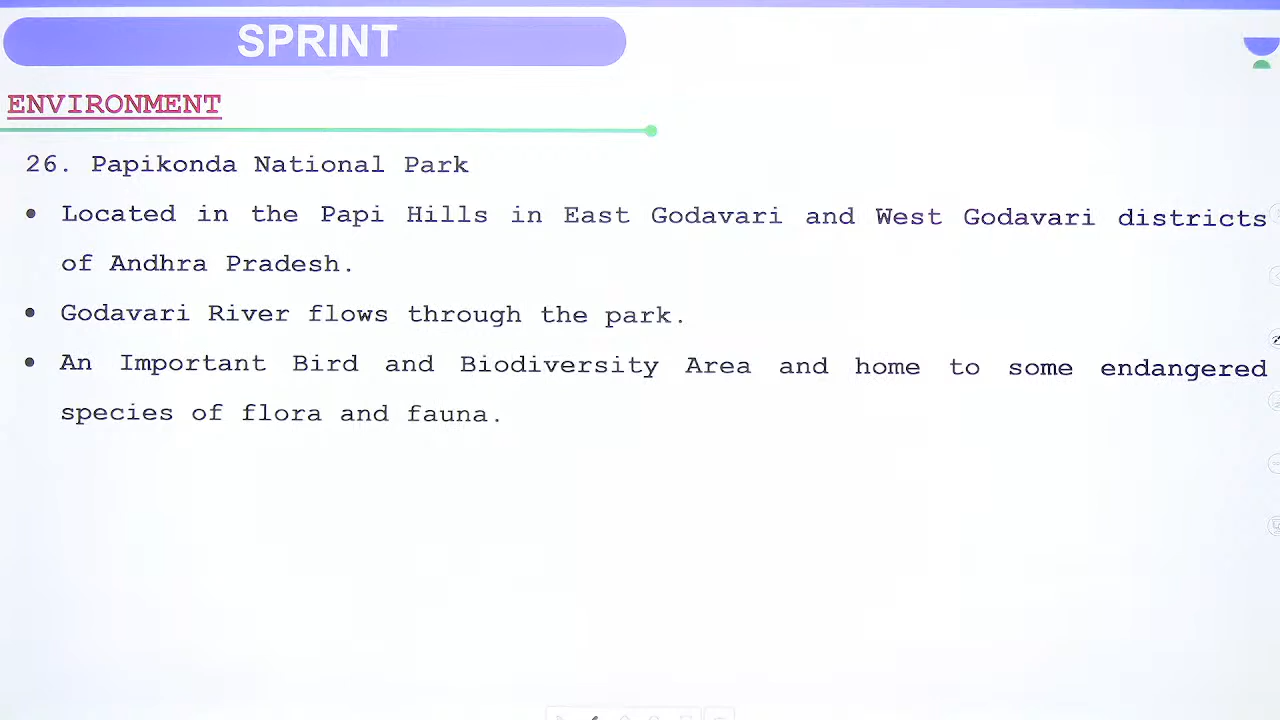 SPRINT
ENVIRONMENT
26. Papikonda National Park
• Located in the Papi Hills in East Godavari and West Godavari districts
of Andhra Pradesh.
• Godavari River flows through the park.
• An Important Bird and Biodiversity Area and home to some endangered
species of flora and fauna.